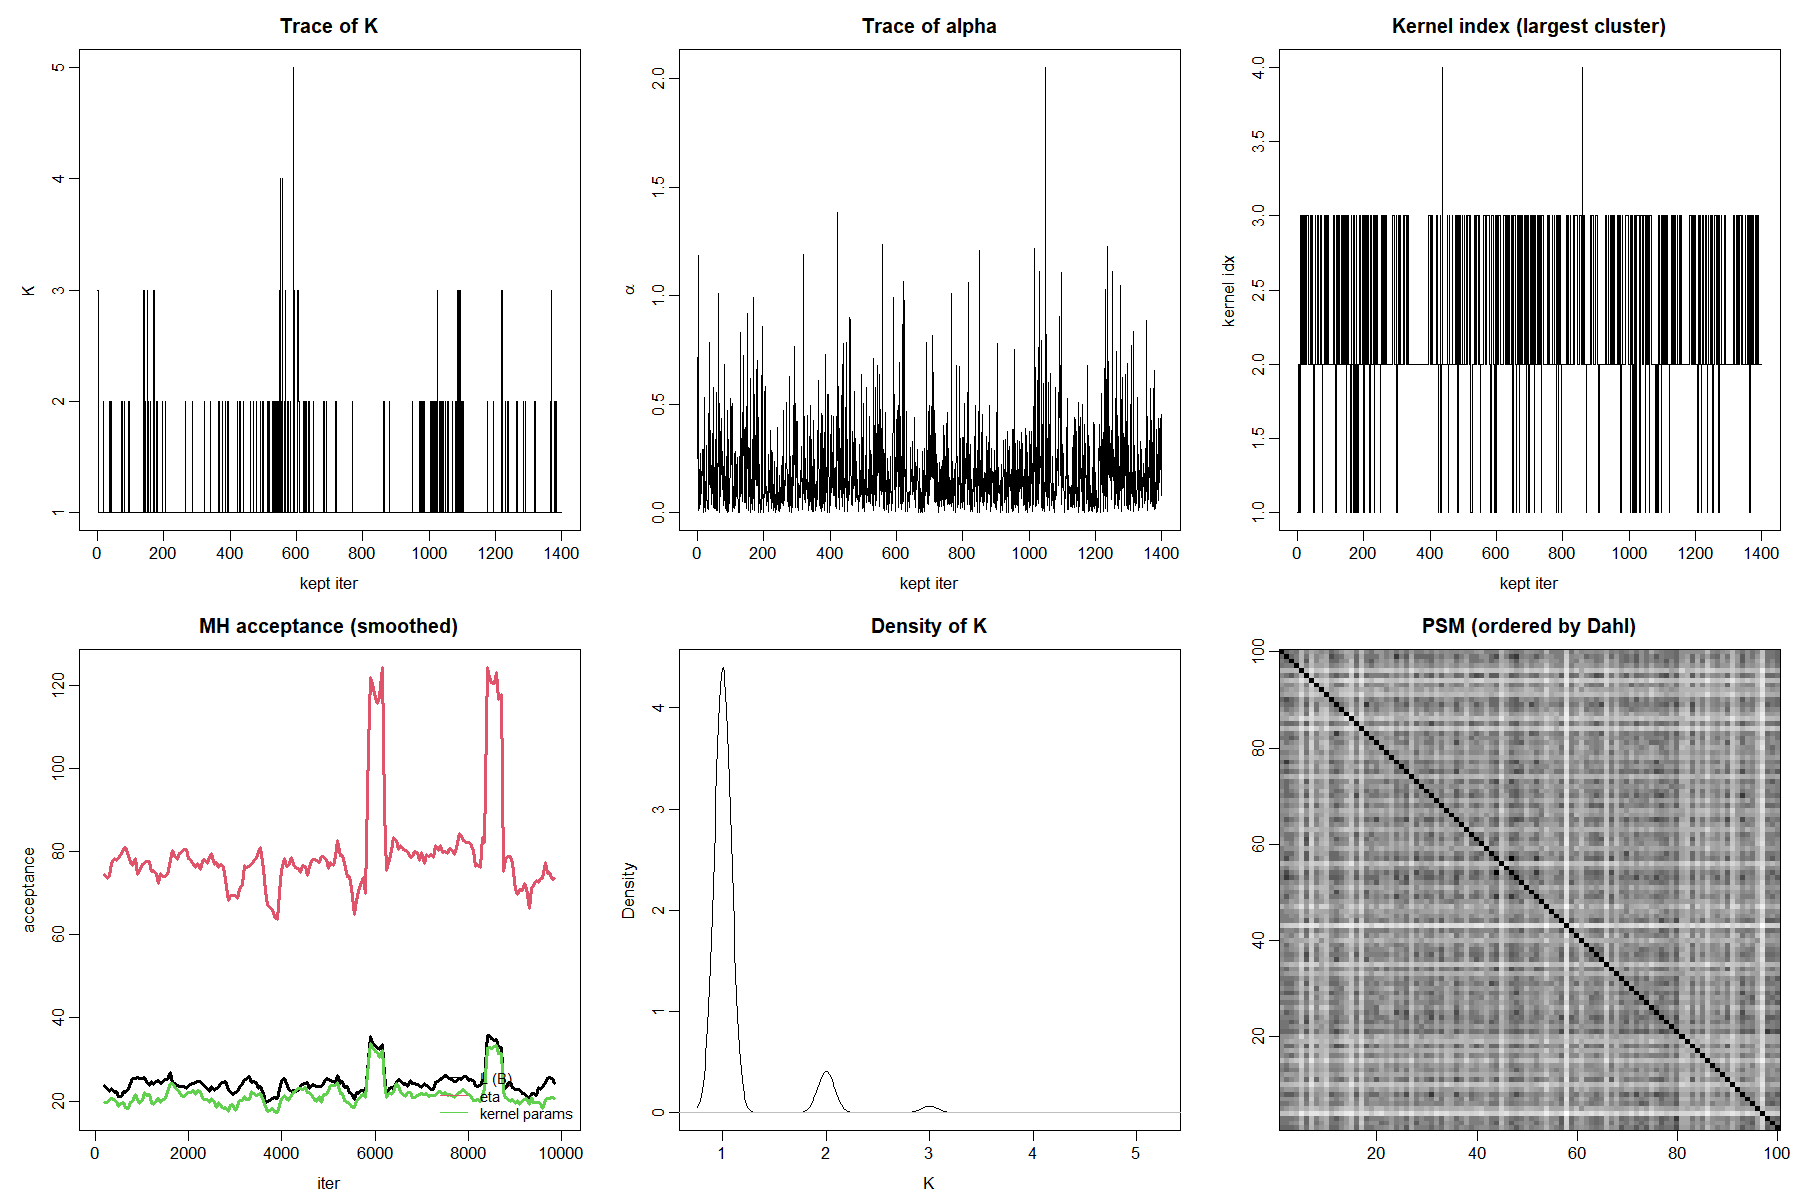 Trace of K
5
4
3
2
1
K
0 200 400 600 800 1000 1200 1400
kept iter
Trace of alpha
2.0
1.5
1.0
0.5
0.0
α
0 200 400 600 800 1000 1200 1400
kept iter
Kernel index (largest cluster)
4.0
3.5
3.0
2.5
2.0
1.5
1.0
kernel idx
0 200 400 600 800 1000 1200 1400
kept iter
MH acceptance (smoothed)
120
100
80
60
40
20
acceptance
L (B)
eta
kernel params
0 2000 4000 6000 8000 10000
iter
Density of K
4
3
2
1
0
Density
1 2 3 4 5
K
PSM (ordered by Dahl)
100
80
60
40
20
20 40 60 80 100